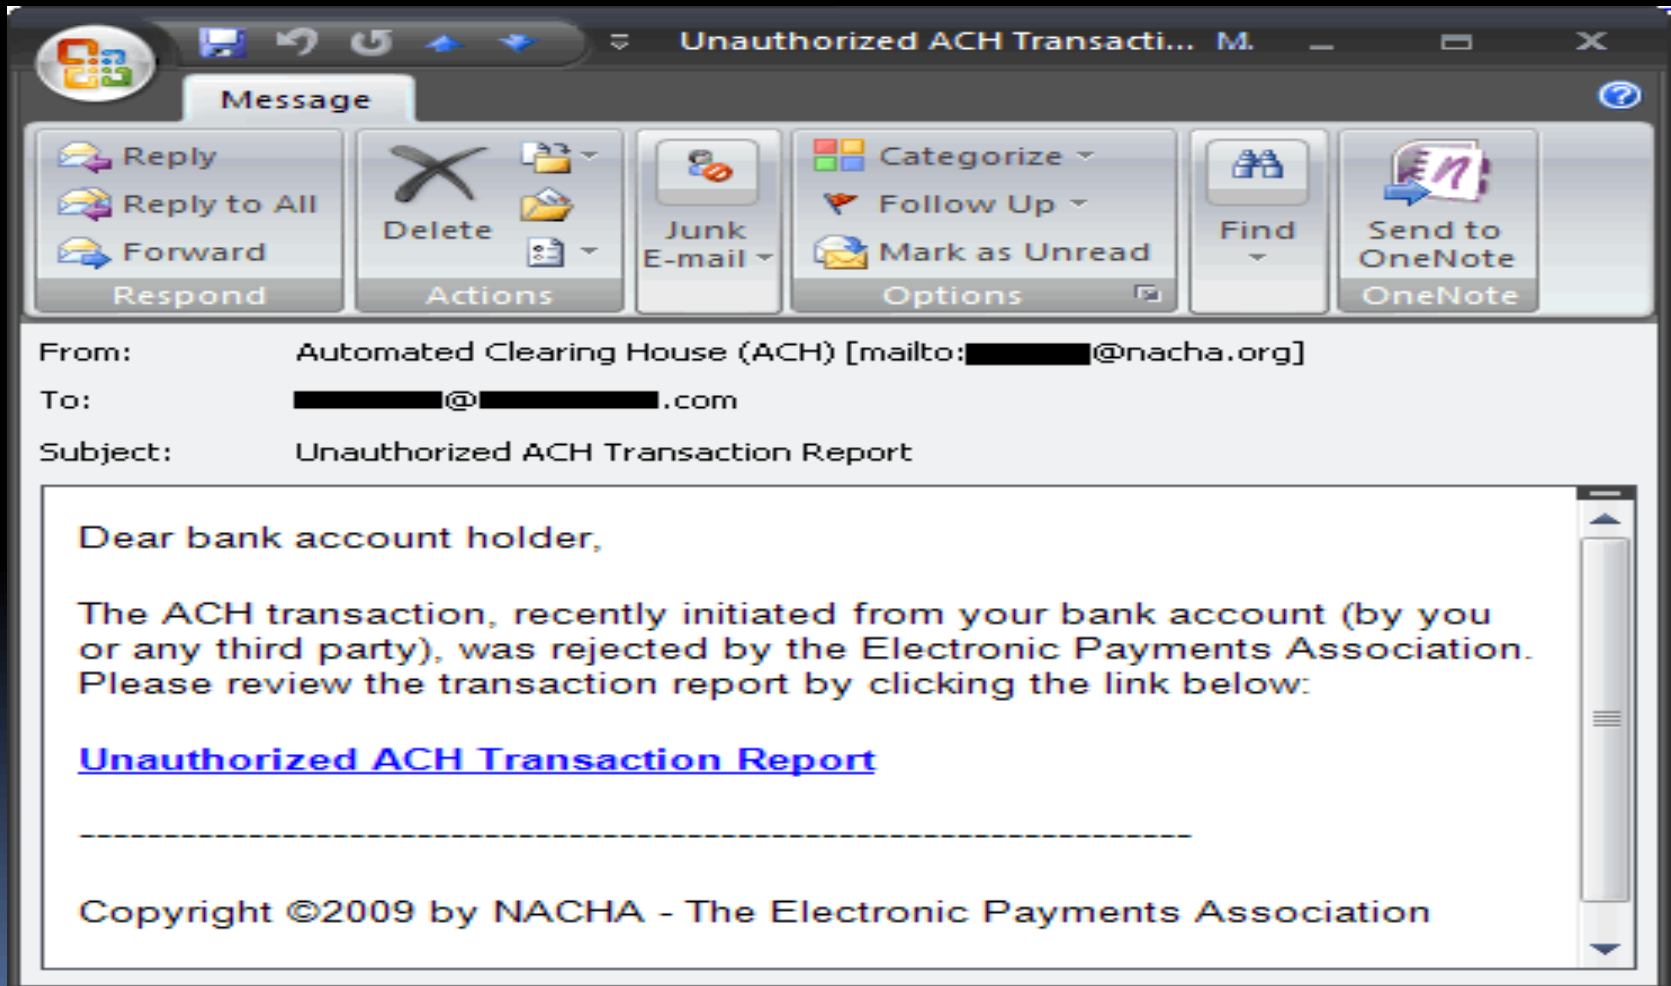 Unauthorized ACH Transacti... M.
Message
Reply
Reply to All
Forward
Respond
Delete
Actions
Junk
E-mail
Categorize
Follow Up
Mark as Unread
Options
Find
Send to
OneNote
OneNote
From: Automated Clearing House (ACH) [mailto: @nacha.org]
To: @ .com
Subject: Unauthorized ACH Transaction Report
Dear bank account holder,
The ACH transaction, recently initiated from your bank account (by you
or any third party), was rejected by the Electronic Payments Association.
Please review the transaction report by clicking the link below:
Unauthorized ACH Transaction Report
------------------------------------------------------------------
Copyright ©2009 by NACHA - The Electronic Payments Association